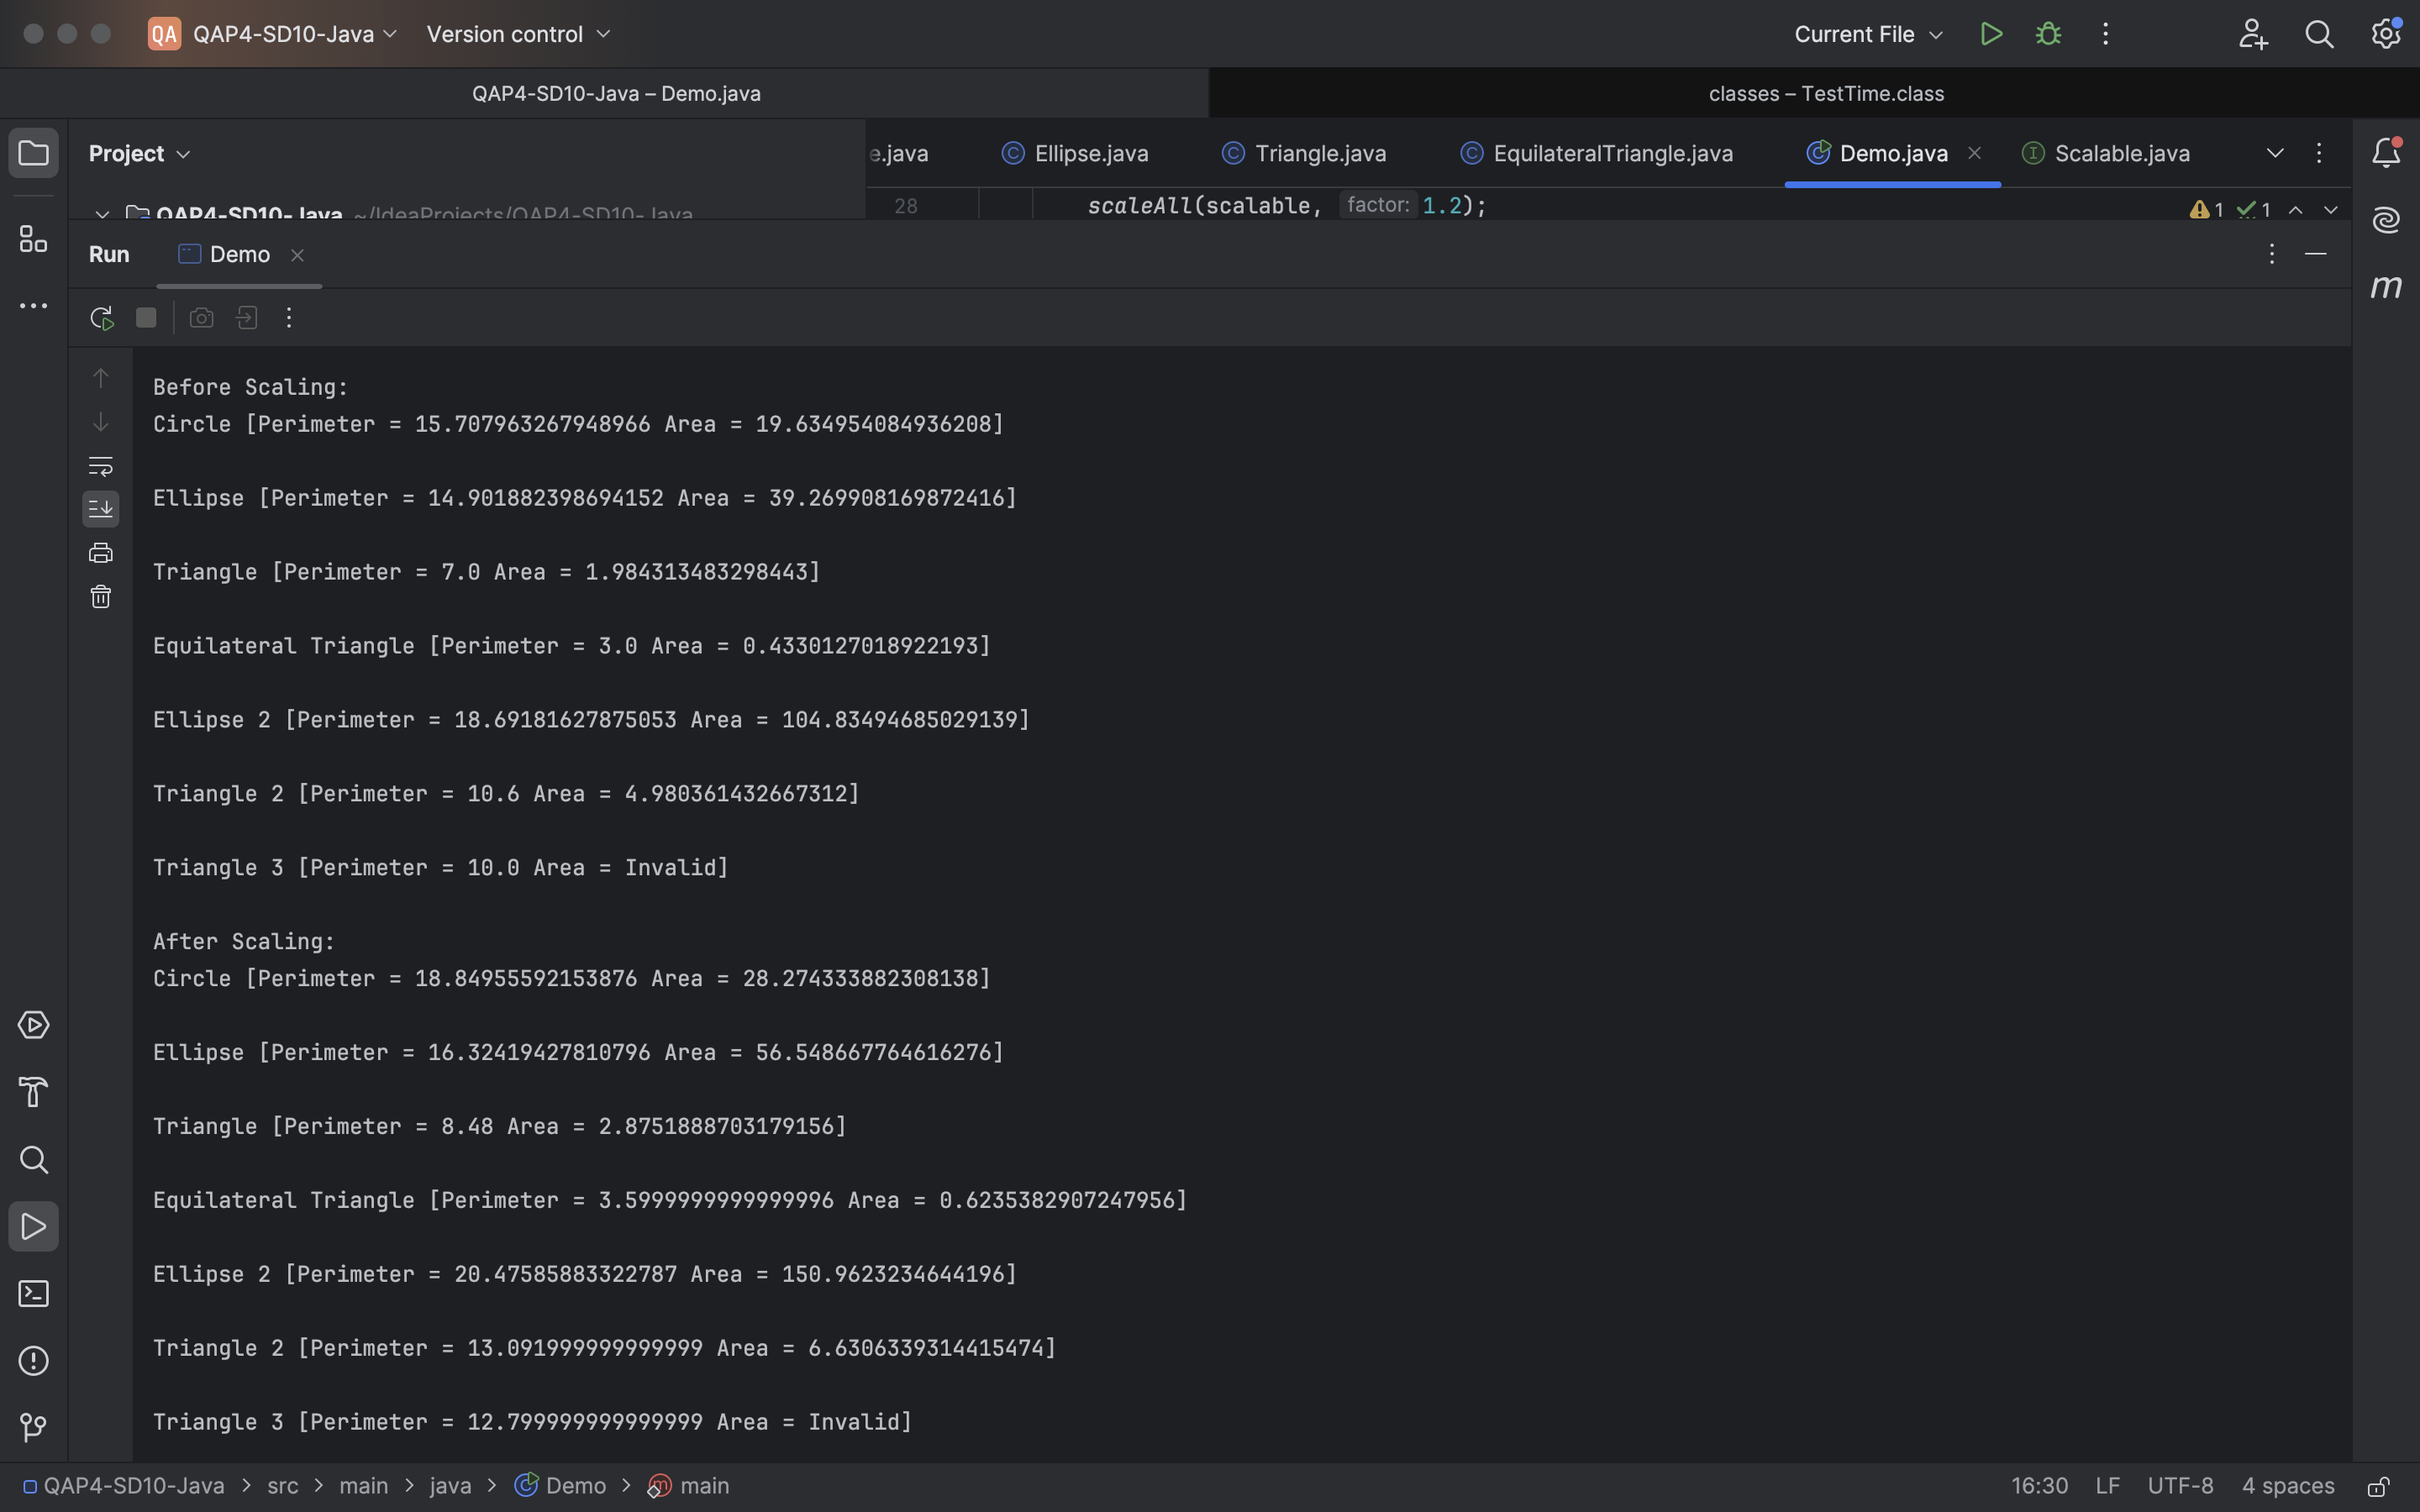 QA QAP4-SD10-Java Version control Current File
QAP4-SD10-Java – Demo.java classes – TestTime.class
Project e.java Ellipse.java Triangle.java EquilateralTriangle.java Demo.java Scalable.java
QAP4-SD10-Java ~/IdeaProjects/QAP4-SD10-Java 28 scaleAll(scalable, factor: 1.2); 1 1
Run Demo
Before Scaling:
Circle [Perimeter = 15.707963267948966 Area = 19.634954084936208]
Ellipse [Perimeter = 14.901882398694152 Area = 39.269908169872416]
Triangle [Perimeter = 7.0 Area = 1.984313483298443]
Equilateral Triangle [Perimeter = 3.0 Area = 0.4330127018922193]
Ellipse 2 [Perimeter = 18.69181627875053 Area = 104.83494685029139]
Triangle 2 [Perimeter = 10.6 Area = 4.980361432667312]
Triangle 3 [Perimeter = 10.0 Area = Invalid]
After Scaling:
Circle [Perimeter = 18.84955592153876 Area = 28.274333882308138]
Ellipse [Perimeter = 16.32419427810796 Area = 56.548667764616276]
Triangle [Perimeter = 8.48 Area = 2.8751888703179156]
Equilateral Triangle [Perimeter = 3.5999999999999996 Area = 0.6235382907247956]
Ellipse 2 [Perimeter = 20.47585883322787 Area = 150.9623234644196]
Triangle 2 [Perimeter = 13.091999999999999 Area = 6.6306339314415474]
Triangle 3 [Perimeter = 12.799999999999999 Area = Invalid]
QAP4-SD10-Java > src > main > java > Demo > main 16:30 LF UTF-8 4 spaces